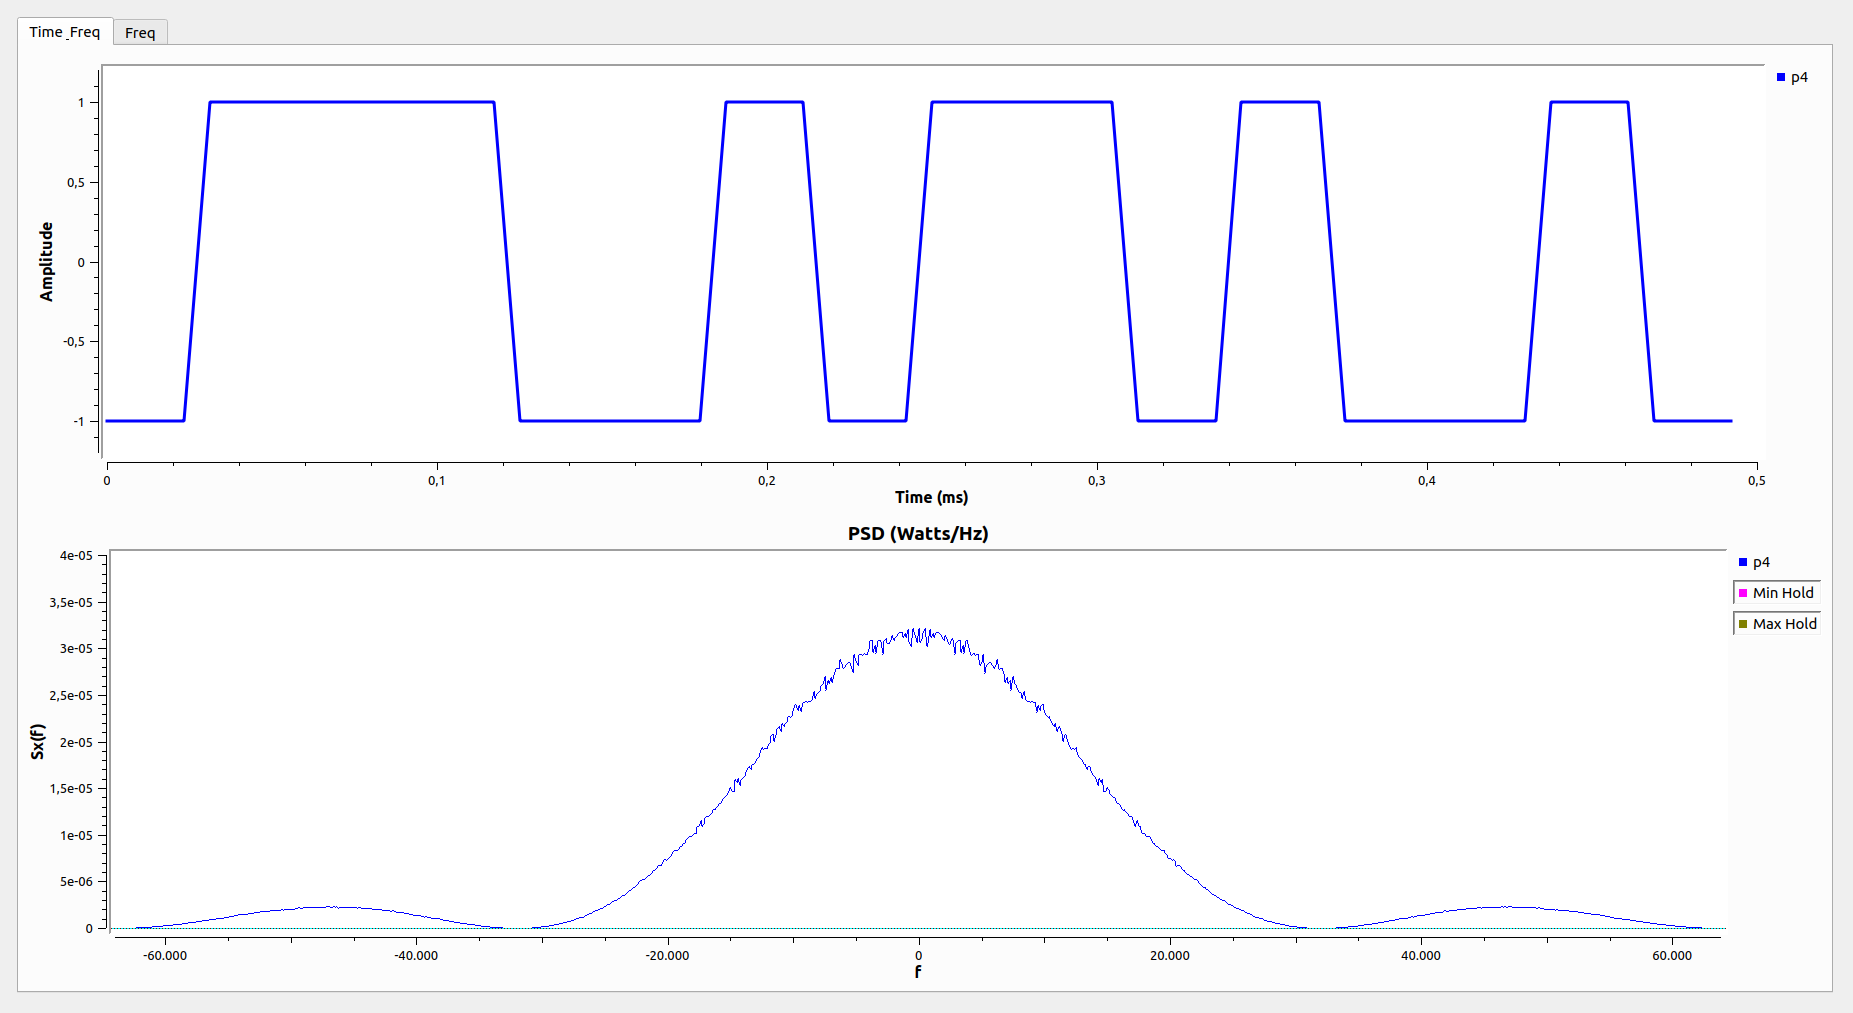 Time_Freq
Freq
p4
Amplitude
1
0,5
0
-0,5
-1
0
0,1
0,2
0,3
0,4
0,5
Time (ms)
PSD (Watts/Hz)
p4
Min Hold
Max Hold
Sx(f)
4e-05
3,5e-05
3e-05
2,5e-05
2e-05
1,5e-05
1e-05
5e-06
0
-60.000
-40.000
-20.000
0
20.000
40.000
60.000
f